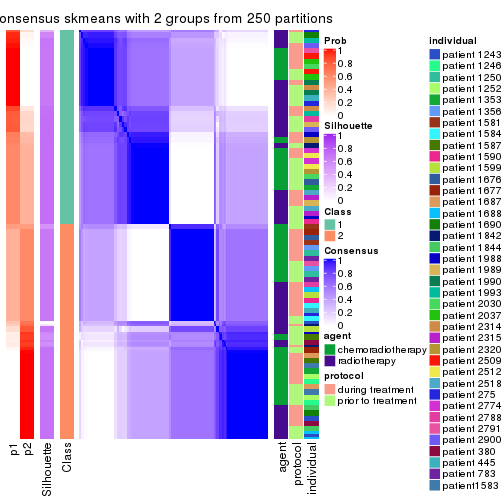 onsensus skmeans with 2 groups from 250 partitions
Prob
1
0.8
0.6
0.4
0.2
0
Silhouette
1
0.8
0.6
0.4
0.2
0
Class
1
2
Consensus
1
0.8
0.6
0.4
0.2
0
agent
chemoradiotherapy
radiotherapy
protocol
during treatment
prior to treatment
individual
patient 1243
patient 1246
patient 1250
patient 1252
patient 1353
patient 1356
patient 1581
patient 1584
patient 1587
patient 1590
patient 1599
patient 1676
patient 1677
patient 1687
patient 1688
patient 1690
patient 1842
patient 1844
patient 1988
patient 1989
patient 1990
patient 1993
patient 2030
patient 2037
patient 2314
patient 2315
patient 2320
patient 2509
patient 2512
patient 2518
patient 275
patient 2774
patient 2788
patient 2791
patient 2900
patient 380
patient 445
patient 783
patient1583
p1
p2
Silhouette
Class
agent
protocol
individual